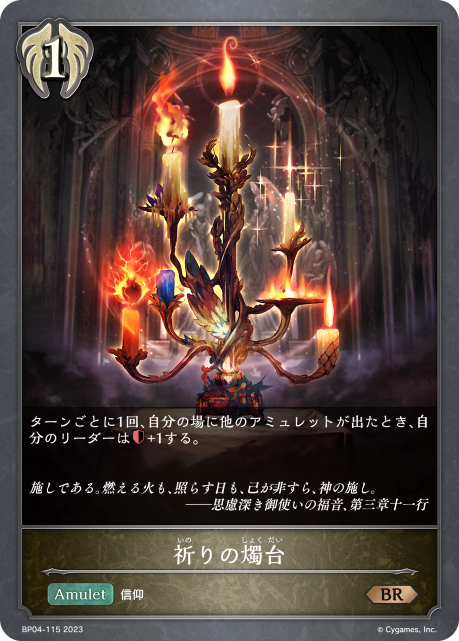 1
ターンごとに1回、自分の場に他のアミュレットが出たとき、自
分のリーダーは+1する。
施しである。燃える火も、照らす日も、己が非すら、神の施し。
――思慮深き御使いの福音、第三章十一行
いの しょく だい
祈りの燭台
Amulet 信仰 BR
BP04-115 2023 © Cygames, Inc.